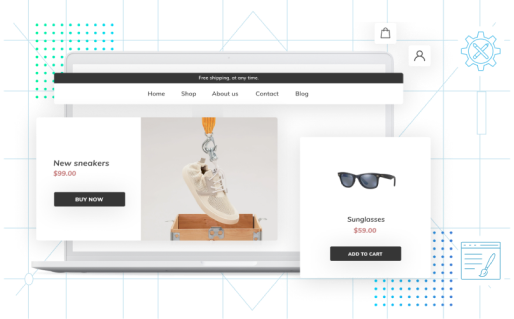 Free shipping, at any time.
Home Shop About us Contact Blog
New sneakers
$99.00
BUY NOW
Sunglasses
$59.00
ADD TO CART